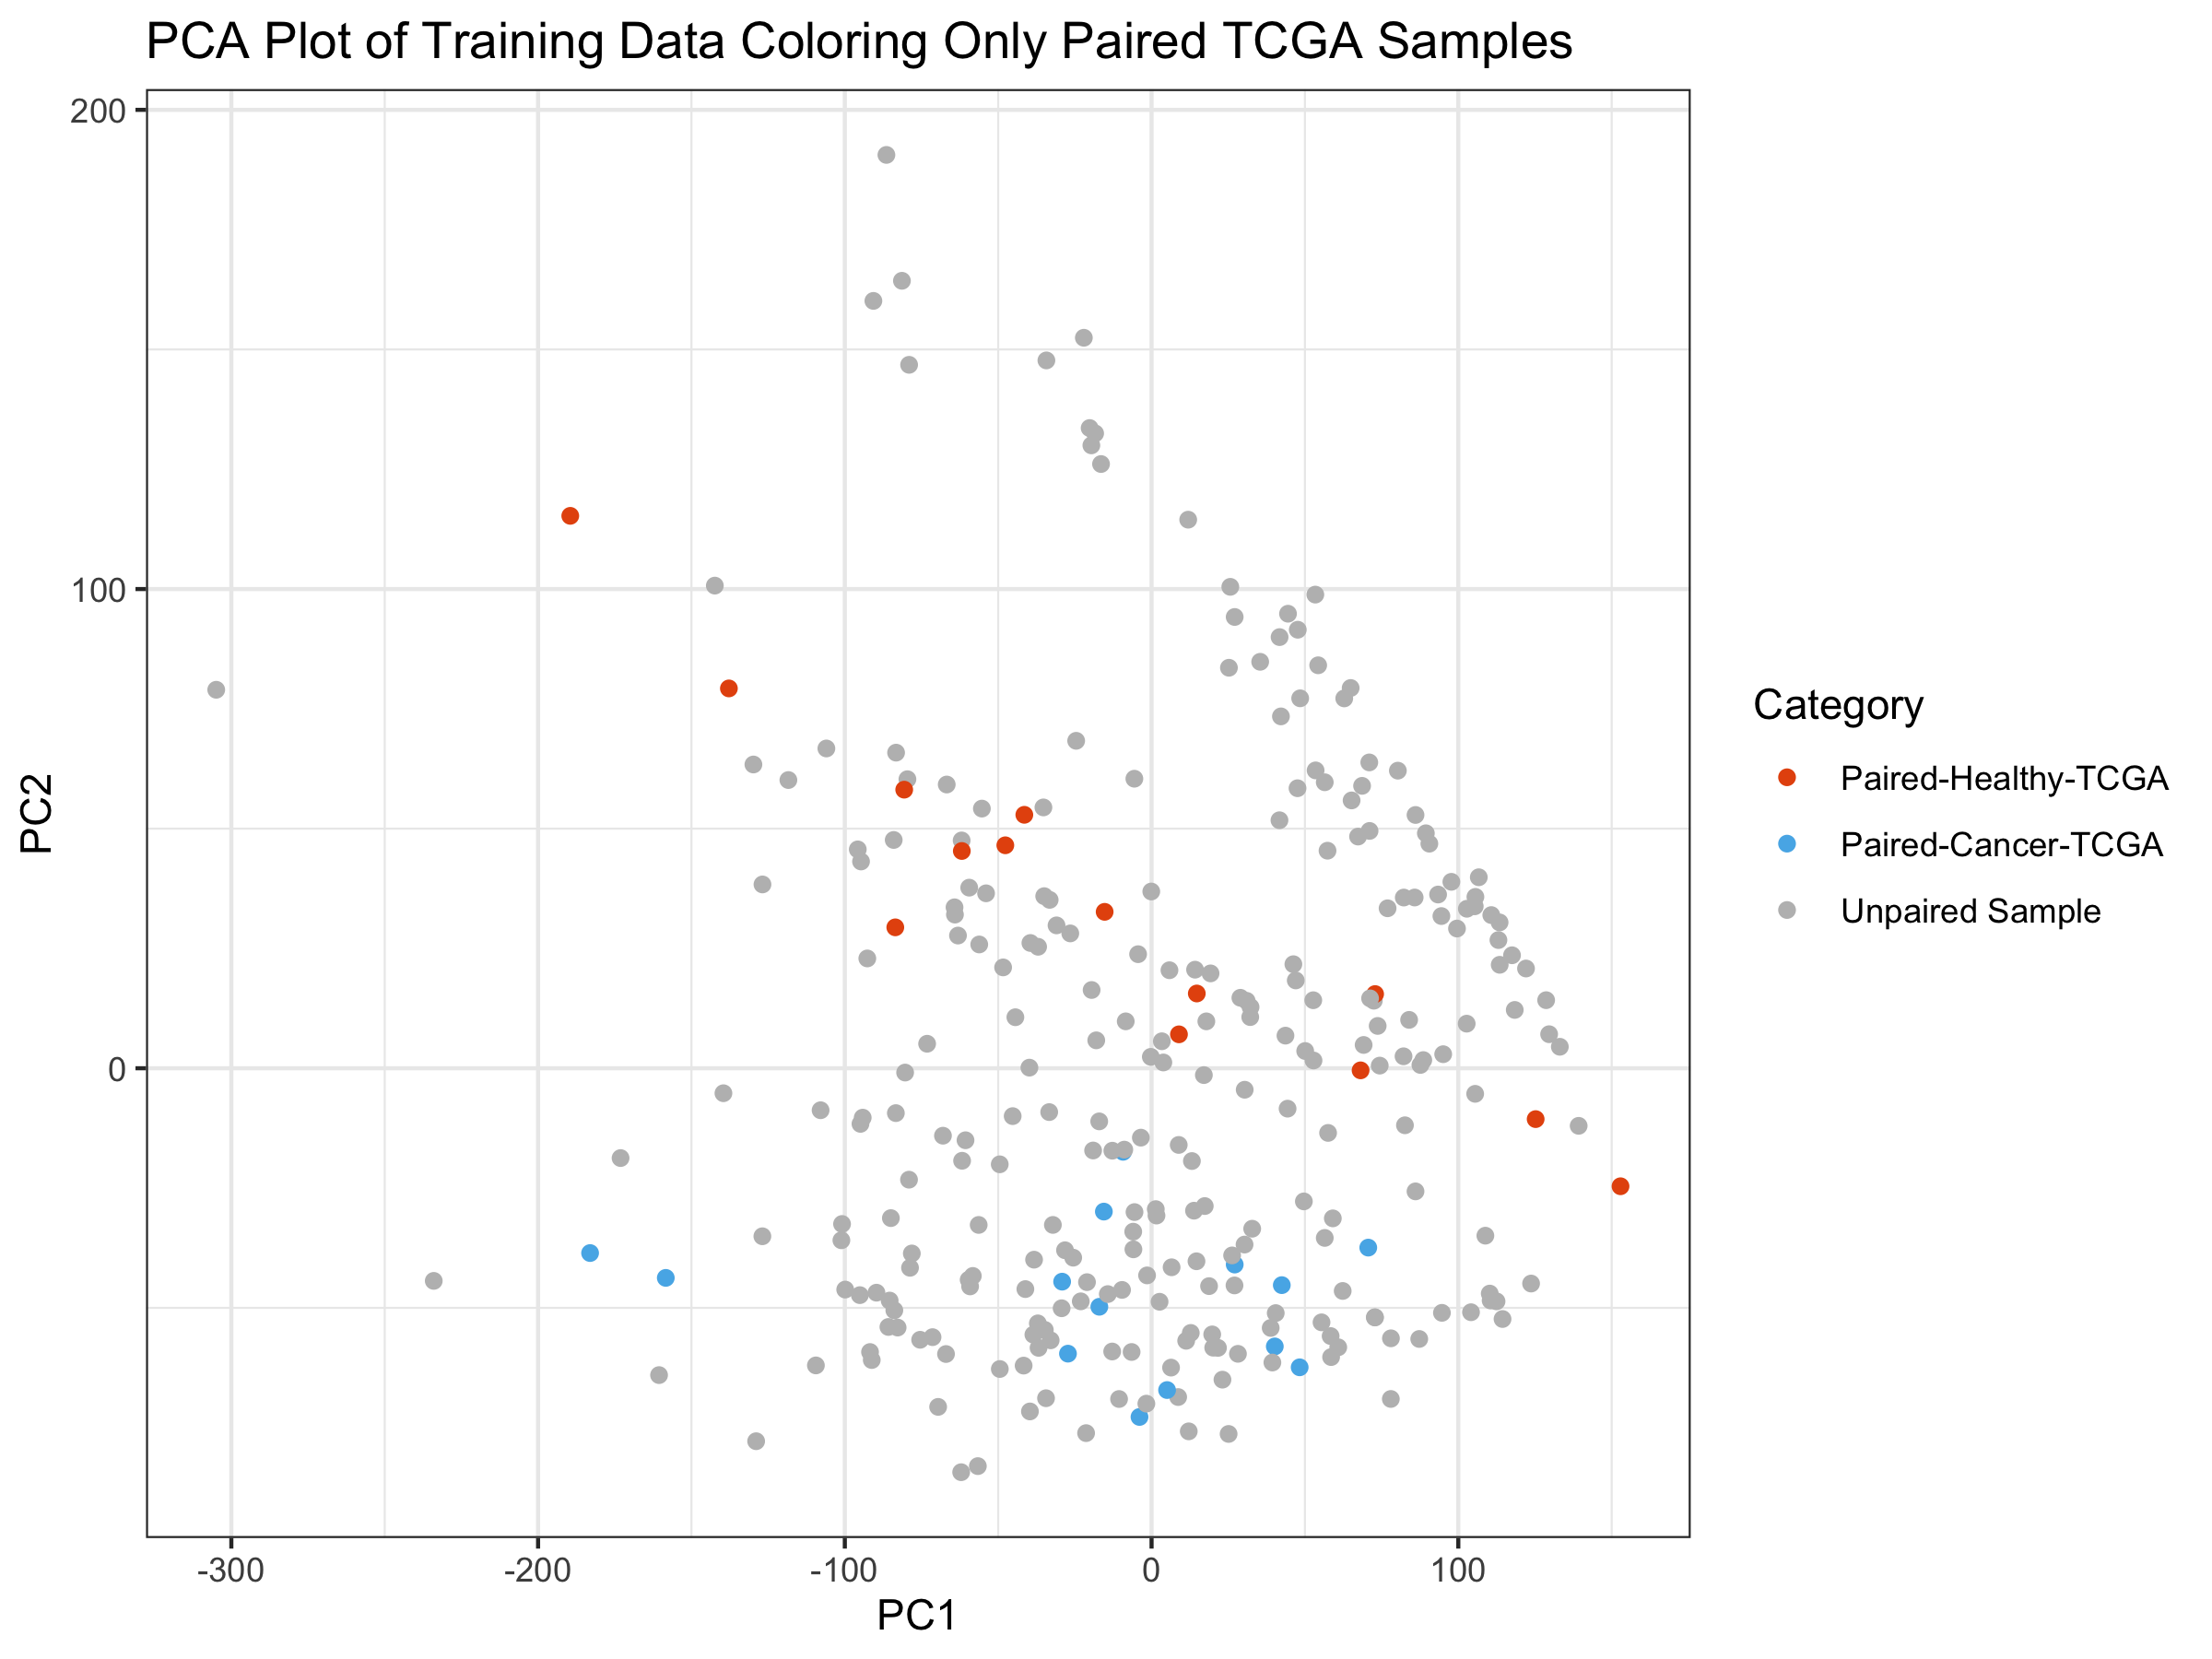 PCA Plot of Training Data Coloring Only Paired TCGA Samples
200
100
0
PC2
-300
-200
-100
0
100
PC1
Category
Paired-Healthy-TCGA
Paired-Cancer-TCGA
Unpaired Sample